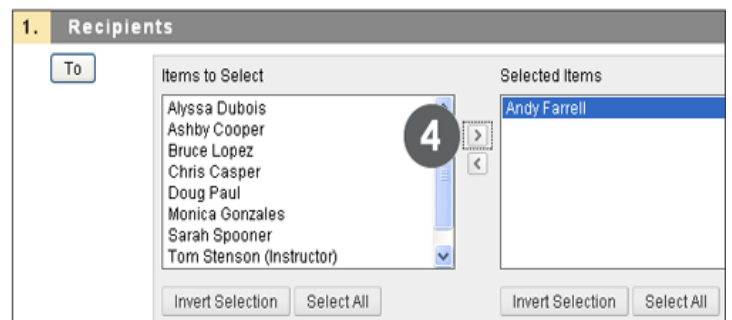 1. Recipients
To
Items to Select
Selected Items
Alyssa Dubois
Ashby Cooper
Bruce Lopez
Chris Casper
Doug Paul
Monica Gonzales
Sarah Spooner
Tom Stenson (Instructor)
4
>
<
Andy Farrell
Invert Selection Select All
Invert Selection Select All